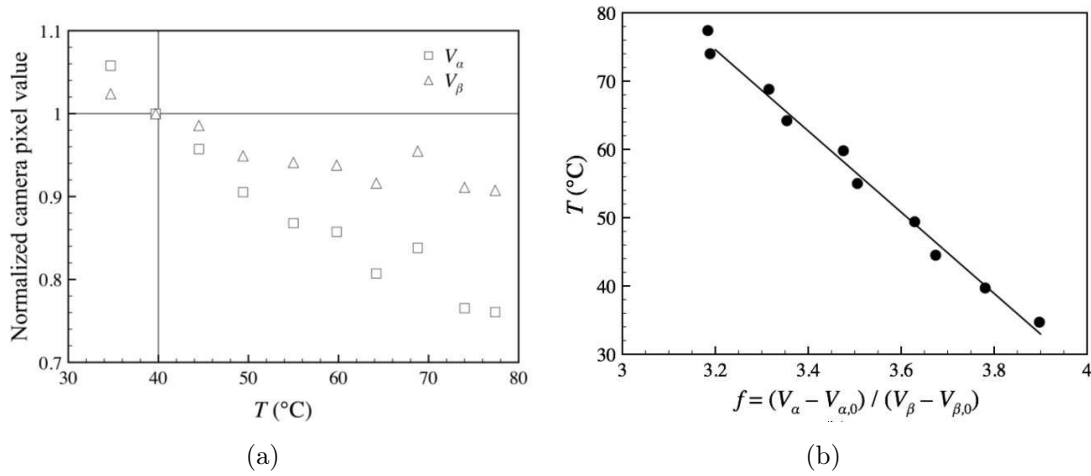 1.1
1
0.9
0.8
0.7
30 40 50 60 70 80
Normalized camera pixel value
T (°C)
Vα
Vβ
(a)
80
70
60
50
40
30
3 3.2 3.4 3.6 3.8 4
T (°C)
f = (Vα − Vα,0) / (Vβ − Vβ,0)
(b)